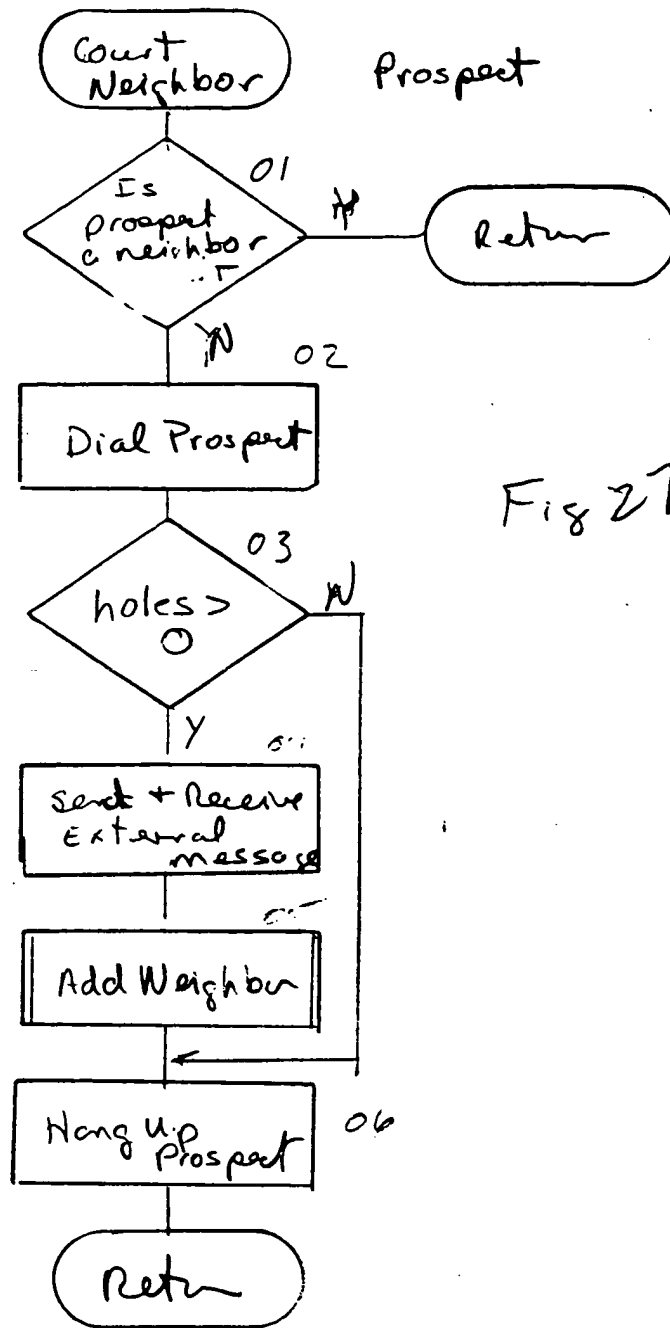 Court
Neighbor
Prospect
01
Is
prospect
a neighbor
Return
N
02
Dial Prospect
Fig 27
03
holes >
0
N
Y
Send + Receive
External
message
Add Neighbor
Hang Up
Prospect
06
Return